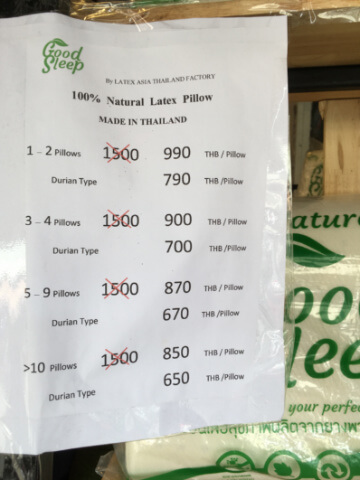 Good
Sleep
By LATEX ASIA THAILAND FACTORY
100% Natural Latex Pillow
MADE IN THAILAND
1 – 2 Pillows 1500 990 THB / Pillow
Durian Type 790 THB /Pillow
3 – 4 Pillows 1500 900 THB / Pillow
Durian Type 700 THB /Pillow
5 – 9 Pillows 1500 870 THB / Pillow
Durian Type 670 THB /Pillow
>10 Pillows 1500 850 THB / Pillow
Durian Type 650 THB/Pillow
ature
ood
leep
your perfe